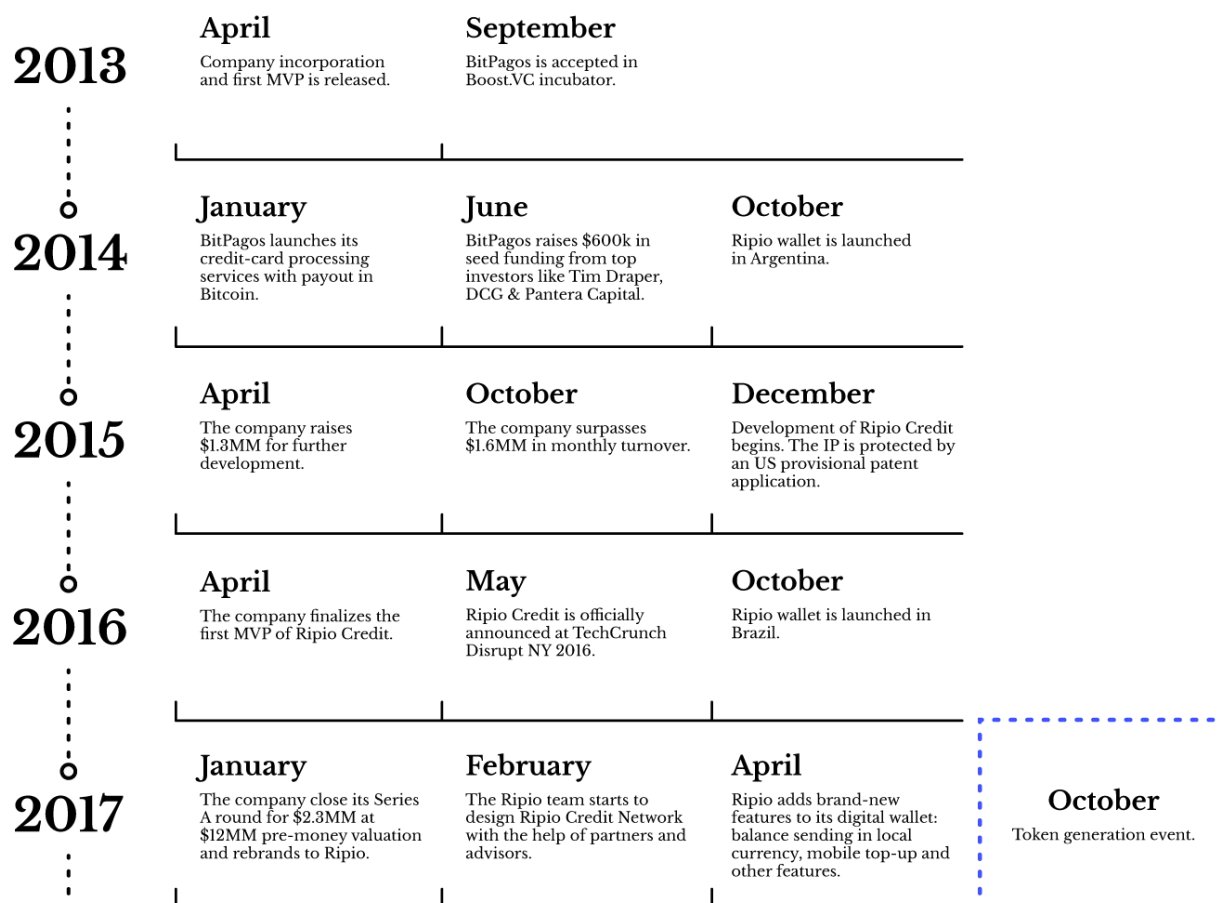 2013
April
Company incorporation
and first MVP is released.
September
BitPagos is accepted in
Boost.VC incubator.
2014
January
BitPagos launches its
credit-card processing
services with payout in
Bitcoin.
June
BitPagos raises $600k in
seed funding from top
investors like Tim Draper,
DCG & Pantera Capital.
October
Ripio wallet is launched
in Argentina.
2015
April
The company raises
$1.3MM for further
development.
October
The company surpasses
$1.6MM in monthly turnover.
December
Development of Ripio Credit
begins. The IP is protected by
an US provisional patent
application.
2016
April
The company finalizes the
first MVP of Ripio Credit.
May
Ripio Credit is officially
announced at TechCrunch
Disrupt NY 2016.
October
Ripio wallet is launched in
Brazil.
2017
January
The company close its Series
A round for $2.3MM at
$12MM pre-money valuation
and rebrands to Ripio.
February
The Ripio team starts to
design Ripio Credit Network
with the help of partners and
advisors.
April
Ripio adds brand-new
features to its digital wallet:
balance sending in local
currency, mobile top-up and
other features.
October
Token generation event.